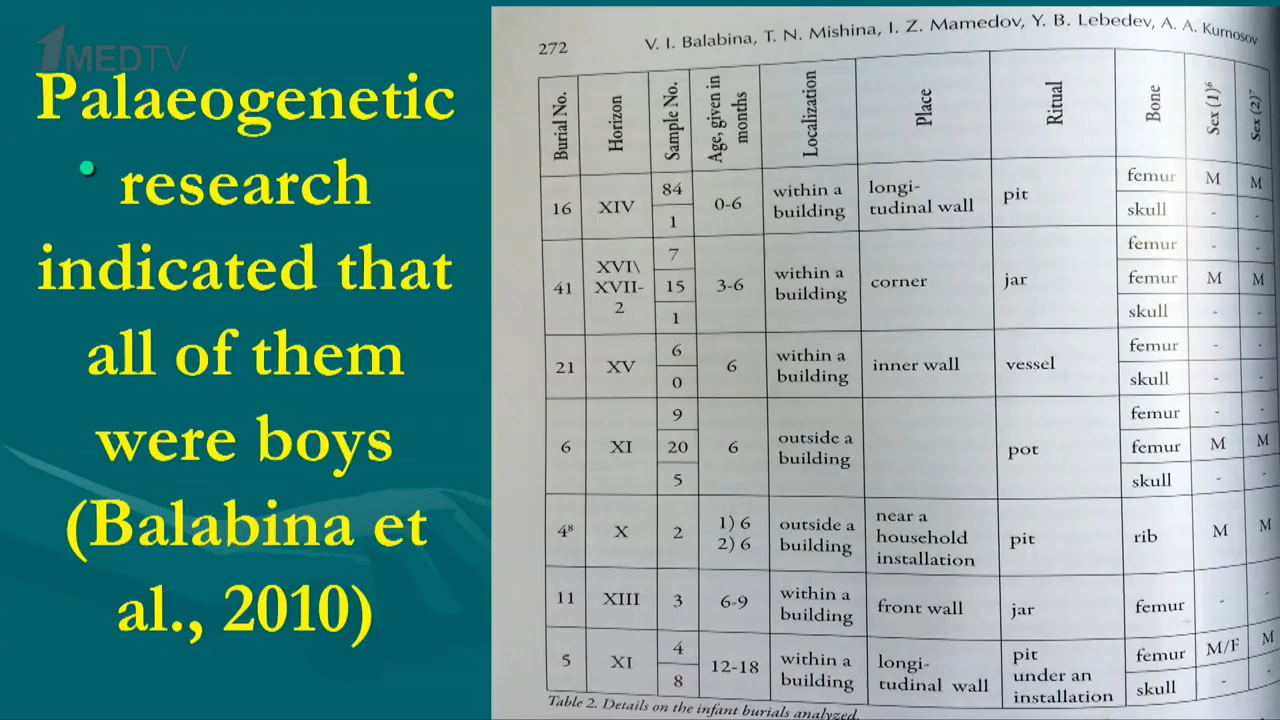 1MEDTV
Palaeogenetic
research
indicated that
all of them
were boys
(Balabina et
al., 2010)
272 V. I. Balabina, T. N. Mishina, I. Z. Mamedov, Y. B. Lebedev, A. A. Kurnosov
Burial No. Horizon Sample No. Age, given in months Localization Place Ritual Bone Sex (1)⁶ Sex (2)⁷
16 XIV 84 0-6 within a building longi-tudinal wall pit femur M M
1 skull - -
41 XVI\ XVII-2 7 3-6 within a building corner jar femur - -
15 femur M M
1 skull - -
21 XV 6 6 within a building inner wall vessel femur - -
0 skull - -
6 XI 9 6 outside a building pot femur - -
20 femur M M
5 skull - -
4⁸ X 2 1) 6 2) 6 outside a building near a household installation pit rib M M
11 XIII 3 6-9 within a building front wall jar femur - -
5 XI 4 12-18 within a building longi-tudinal wall pit under an installation femur M/F M
8 skull - -
Table 2. Details on the infant burials analyzed.